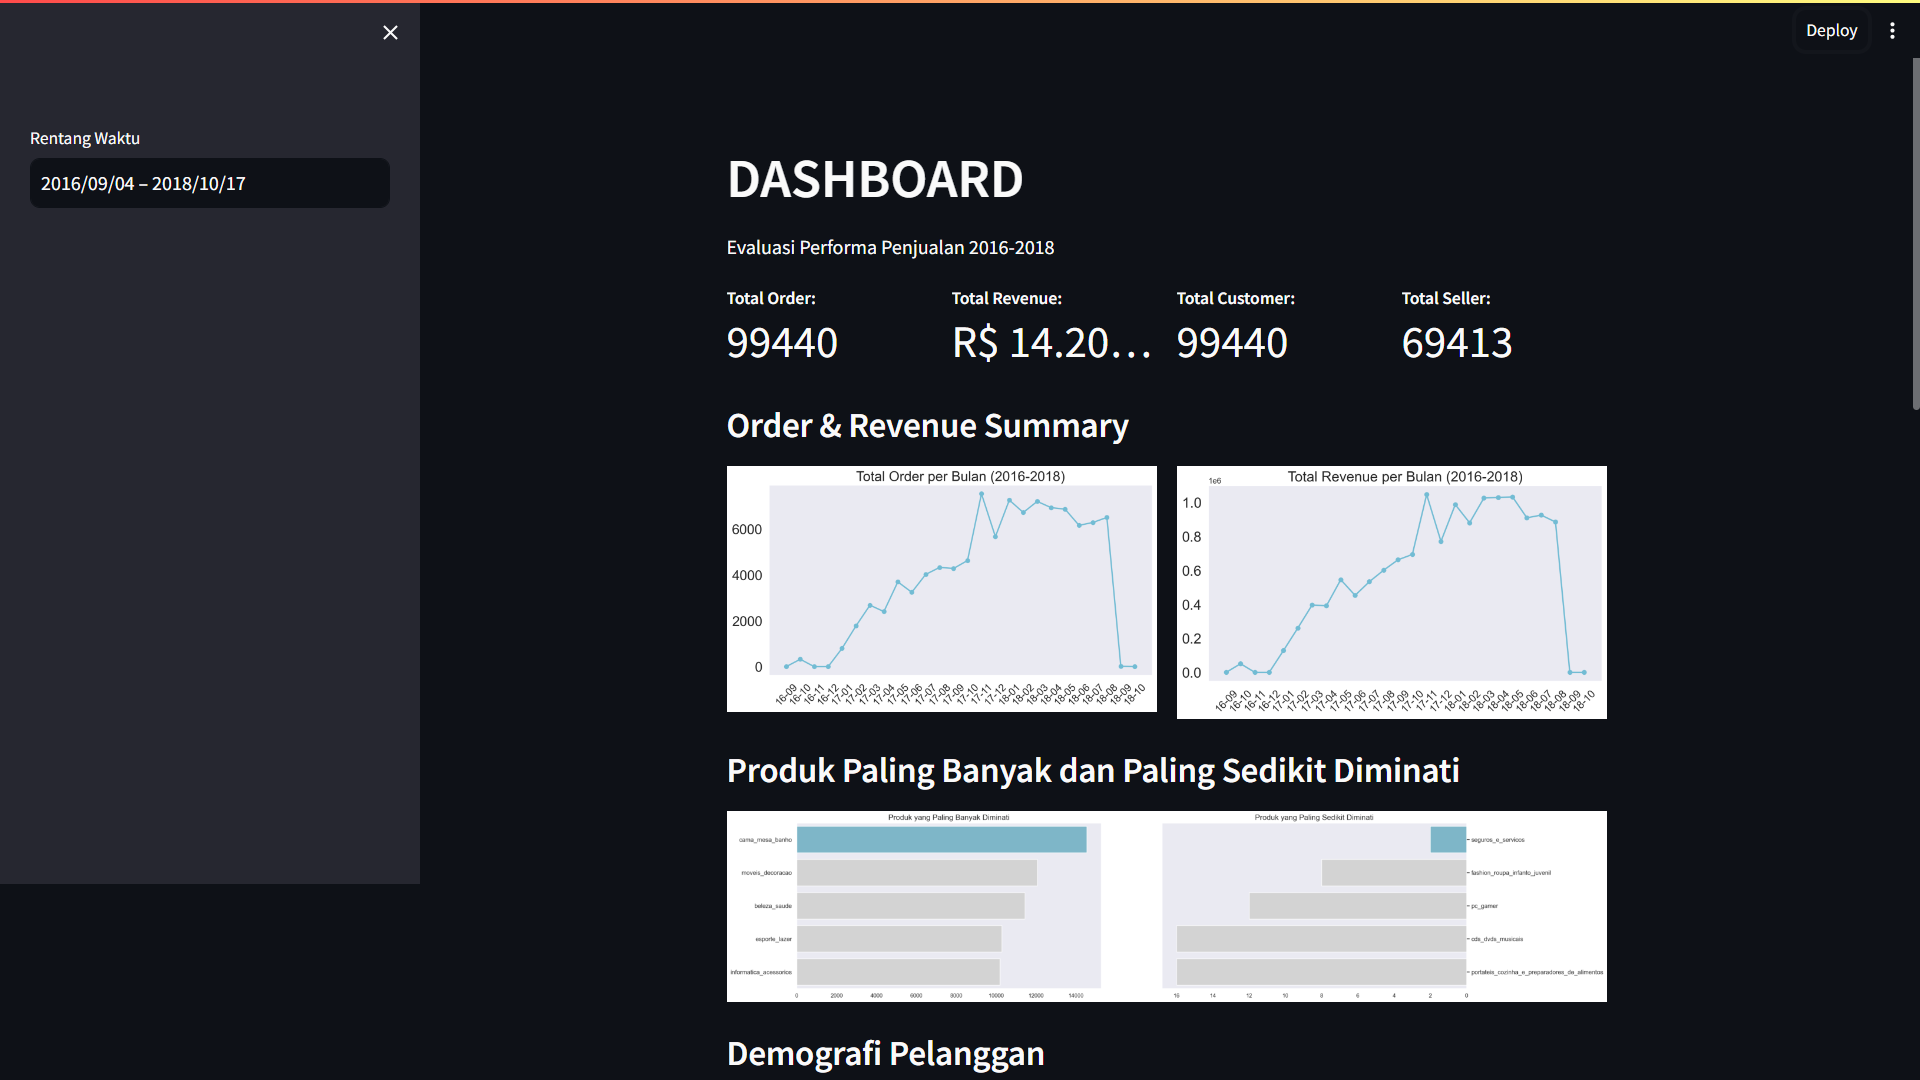 Deploy
Rentang Waktu
2016/09/04 – 2018/10/17
DASHBOARD
Evaluasi Performa Penjualan 2016-2018
Total Order:
99440
Total Revenue:
R$ 14.20...
Total Customer:
99440
Total Seller:
69413
Order & Revenue Summary
Total Order per Bulan (2016-2018)
6000
4000
2000
0
16-09 16-10 16-11 16-12 17-01 17-02 17-03 17-04 17-05 17-06 17-07 17-08 17-09 17-10 17-11 17-12 18-01 18-02 18-03 18-04 18-05 18-06 18-07 18-08 18-09 18-10
Total Revenue per Bulan (2016-2018)
1e6
1.0
0.8
0.6
0.4
0.2
0.0
16-09 16-10 16-11 16-12 17-01 17-02 17-03 17-04 17-05 17-06 17-07 17-08 17-09 17-10 17-11 17-12 18-01 18-02 18-03 18-04 18-05 18-06 18-07 18-08 18-09 18-10
Produk Paling Banyak dan Paling Sedikit Diminati
Produk yang Paling Banyak Diminati
cama_mesa_banho
moveis_decoracao
beleza_saude
esporte_lazer
informatica_acessorios
0 2000 4000 6000 8000 10000 12000 14000
Produk yang Paling Sedikit Diminati
seguros_e_servicos
fashion_roupa_infanto_juvenil
pc_gamer
cds_dvds_musicais
portateis_cozinha_e_preparadores_de_alimentos
16 14 12 10 8 6 4 2 0
Demografi Pelanggan